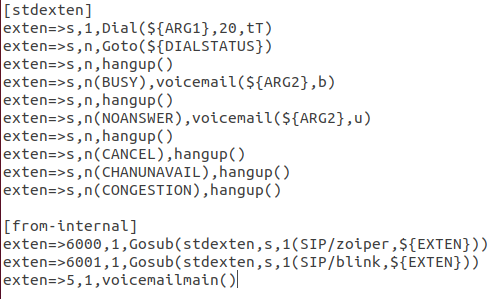 [stdexten]
exten=>s,1,Dial(${ARG1},20,tT)
exten=>s,n,Goto(${DIALSTATUS})
exten=>s,n,hangup()
exten=>s,n(BUSY),voicemail(${ARG2},b)
exten=>s,n,hangup()
exten=>s,n(NOANSWER),voicemail(${ARG2},u)
exten=>s,n,hangup()
exten=>s,n(CANCEL),hangup()
exten=>s,n(CHANUNAVAIL),hangup()
exten=>s,n(CONGESTION),hangup()
[from-internal]
exten=>6000,1,Gosub(stdexten,s,1(SIP/zoiper,${EXTEN}))
exten=>6001,1,Gosub(stdexten,s,1(SIP/blink,${EXTEN}))
exten=>5,1,voicemailmain()